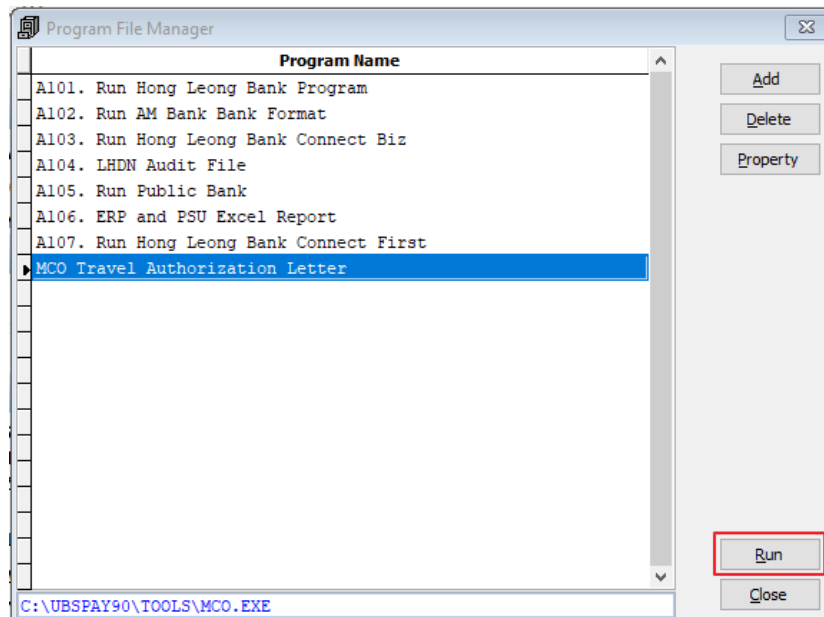 Program File Manager
Program Name
A101. Run Hong Leong Bank Program
A102. Run AM Bank Bank Format
A103. Run Hong Leong Bank Connect Biz
A104. LHDN Audit File
A105. Run Public Bank
A106. ERP and PSU Excel Report
A107. Run Hong Leong Bank Connect First
MCO Travel Authorization Letter
Add
Delete
Property
Run
Close
C:\UBSPAY90\TOOLS\MCO.EXE